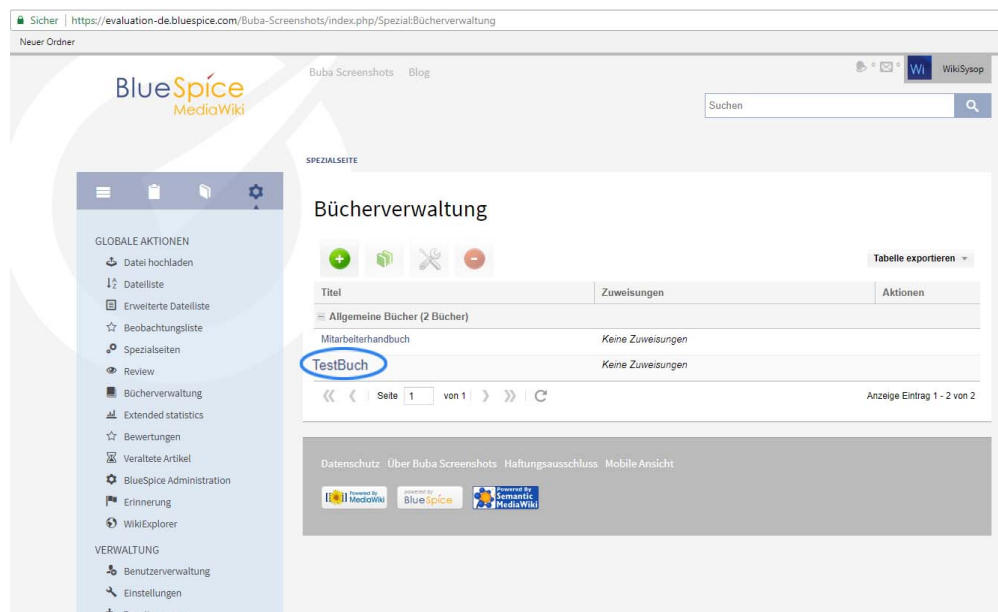 Sicher | https://evaluation-de.bluespice.com/Buba-Screenshots/index.php/Spezial:Bücherverwaltung
Neuer Ordner
BlueSpice
MediaWiki
Buba Screenshots Blog
Wi WikiSysop
Suchen
SPEZIALSEITE
GLOBALE AKTIONEN
Datei hochladen
Dateiliste
Erweiterte Dateiliste
Beobachtungsliste
Spezialseiten
Review
Bücherverwaltung
Extended statistics
Bewertungen
Veraltete Artikel
BlueSpice Administration
Erinnerung
WikiExplorer
VERWALTUNG
Benutzerverwaltung
Einstellungen
Bücherverwaltung
Tabelle exportieren
Titel Zuweisungen Aktionen
Allgemeine Bücher (2 Bücher)
Mitarbeiterhandbuch Keine Zuweisungen
TestBuch Keine Zuweisungen
Seite 1 von 1 Anzeige Eintrag 1 - 2 von 2
Datenschutz Über Buba Screenshots Haftungsausschluss Mobile Ansicht
Powered By
MediaWiki
powered by
BlueSpice
Powered By
Semantic
MediaWiki